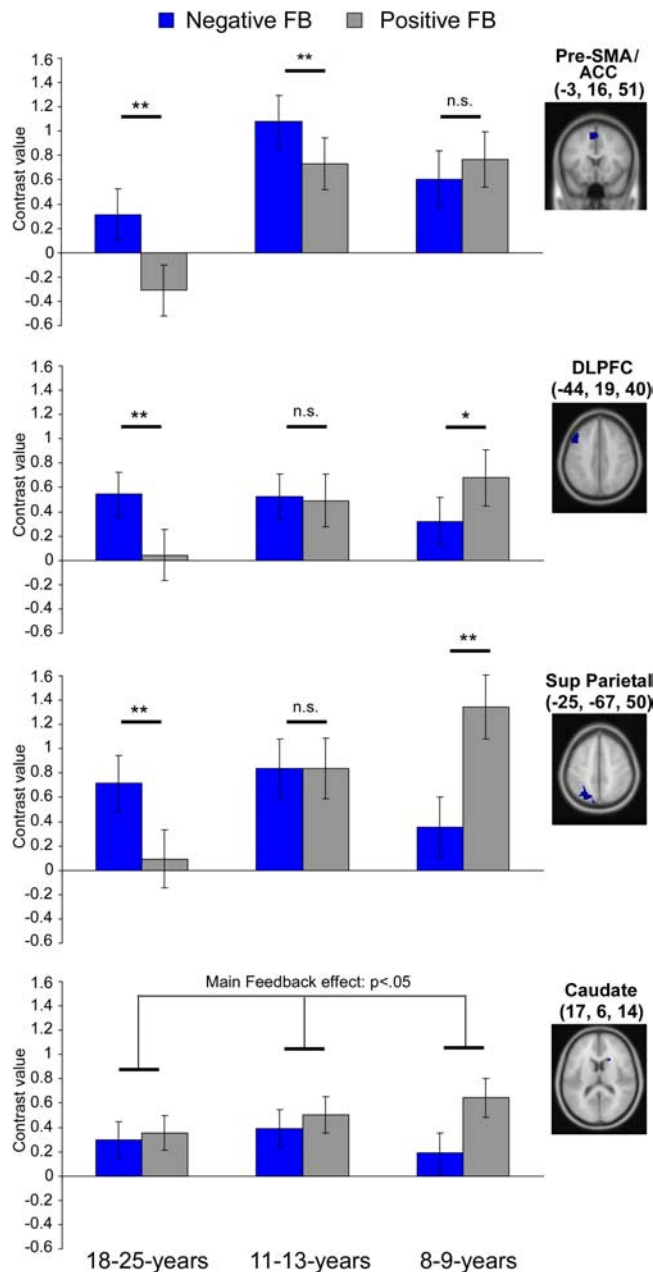 Negative FB Positive FB
Pre-SMA/
ACC
(-3, 16, 51)
Contrast value
1.6
1.4
1.2
1
0.8
0.6
0.4
0.2
0
-0.2
-0.4
-0.6
**
**
n.s.
DLPFC
(-44, 19, 40)
Contrast value
1.6
1.4
1.2
1
0.8
0.6
0.4
0.2
0
-0.2
-0.4
-0.6
**
n.s.
*
Sup Parietal
(-25, -67, 50)
Contrast value
1.6
1.4
1.2
1
0.8
0.6
0.4
0.2
0
-0.2
-0.4
-0.6
**
n.s.
**
Caudate
(17, 6, 14)
Contrast value
1.6
1.4
1.2
1
0.8
0.6
0.4
0.2
0
-0.2
-0.4
-0.6
Main Feedback effect: p<.05
18-25-years 11-13-years 8-9-years